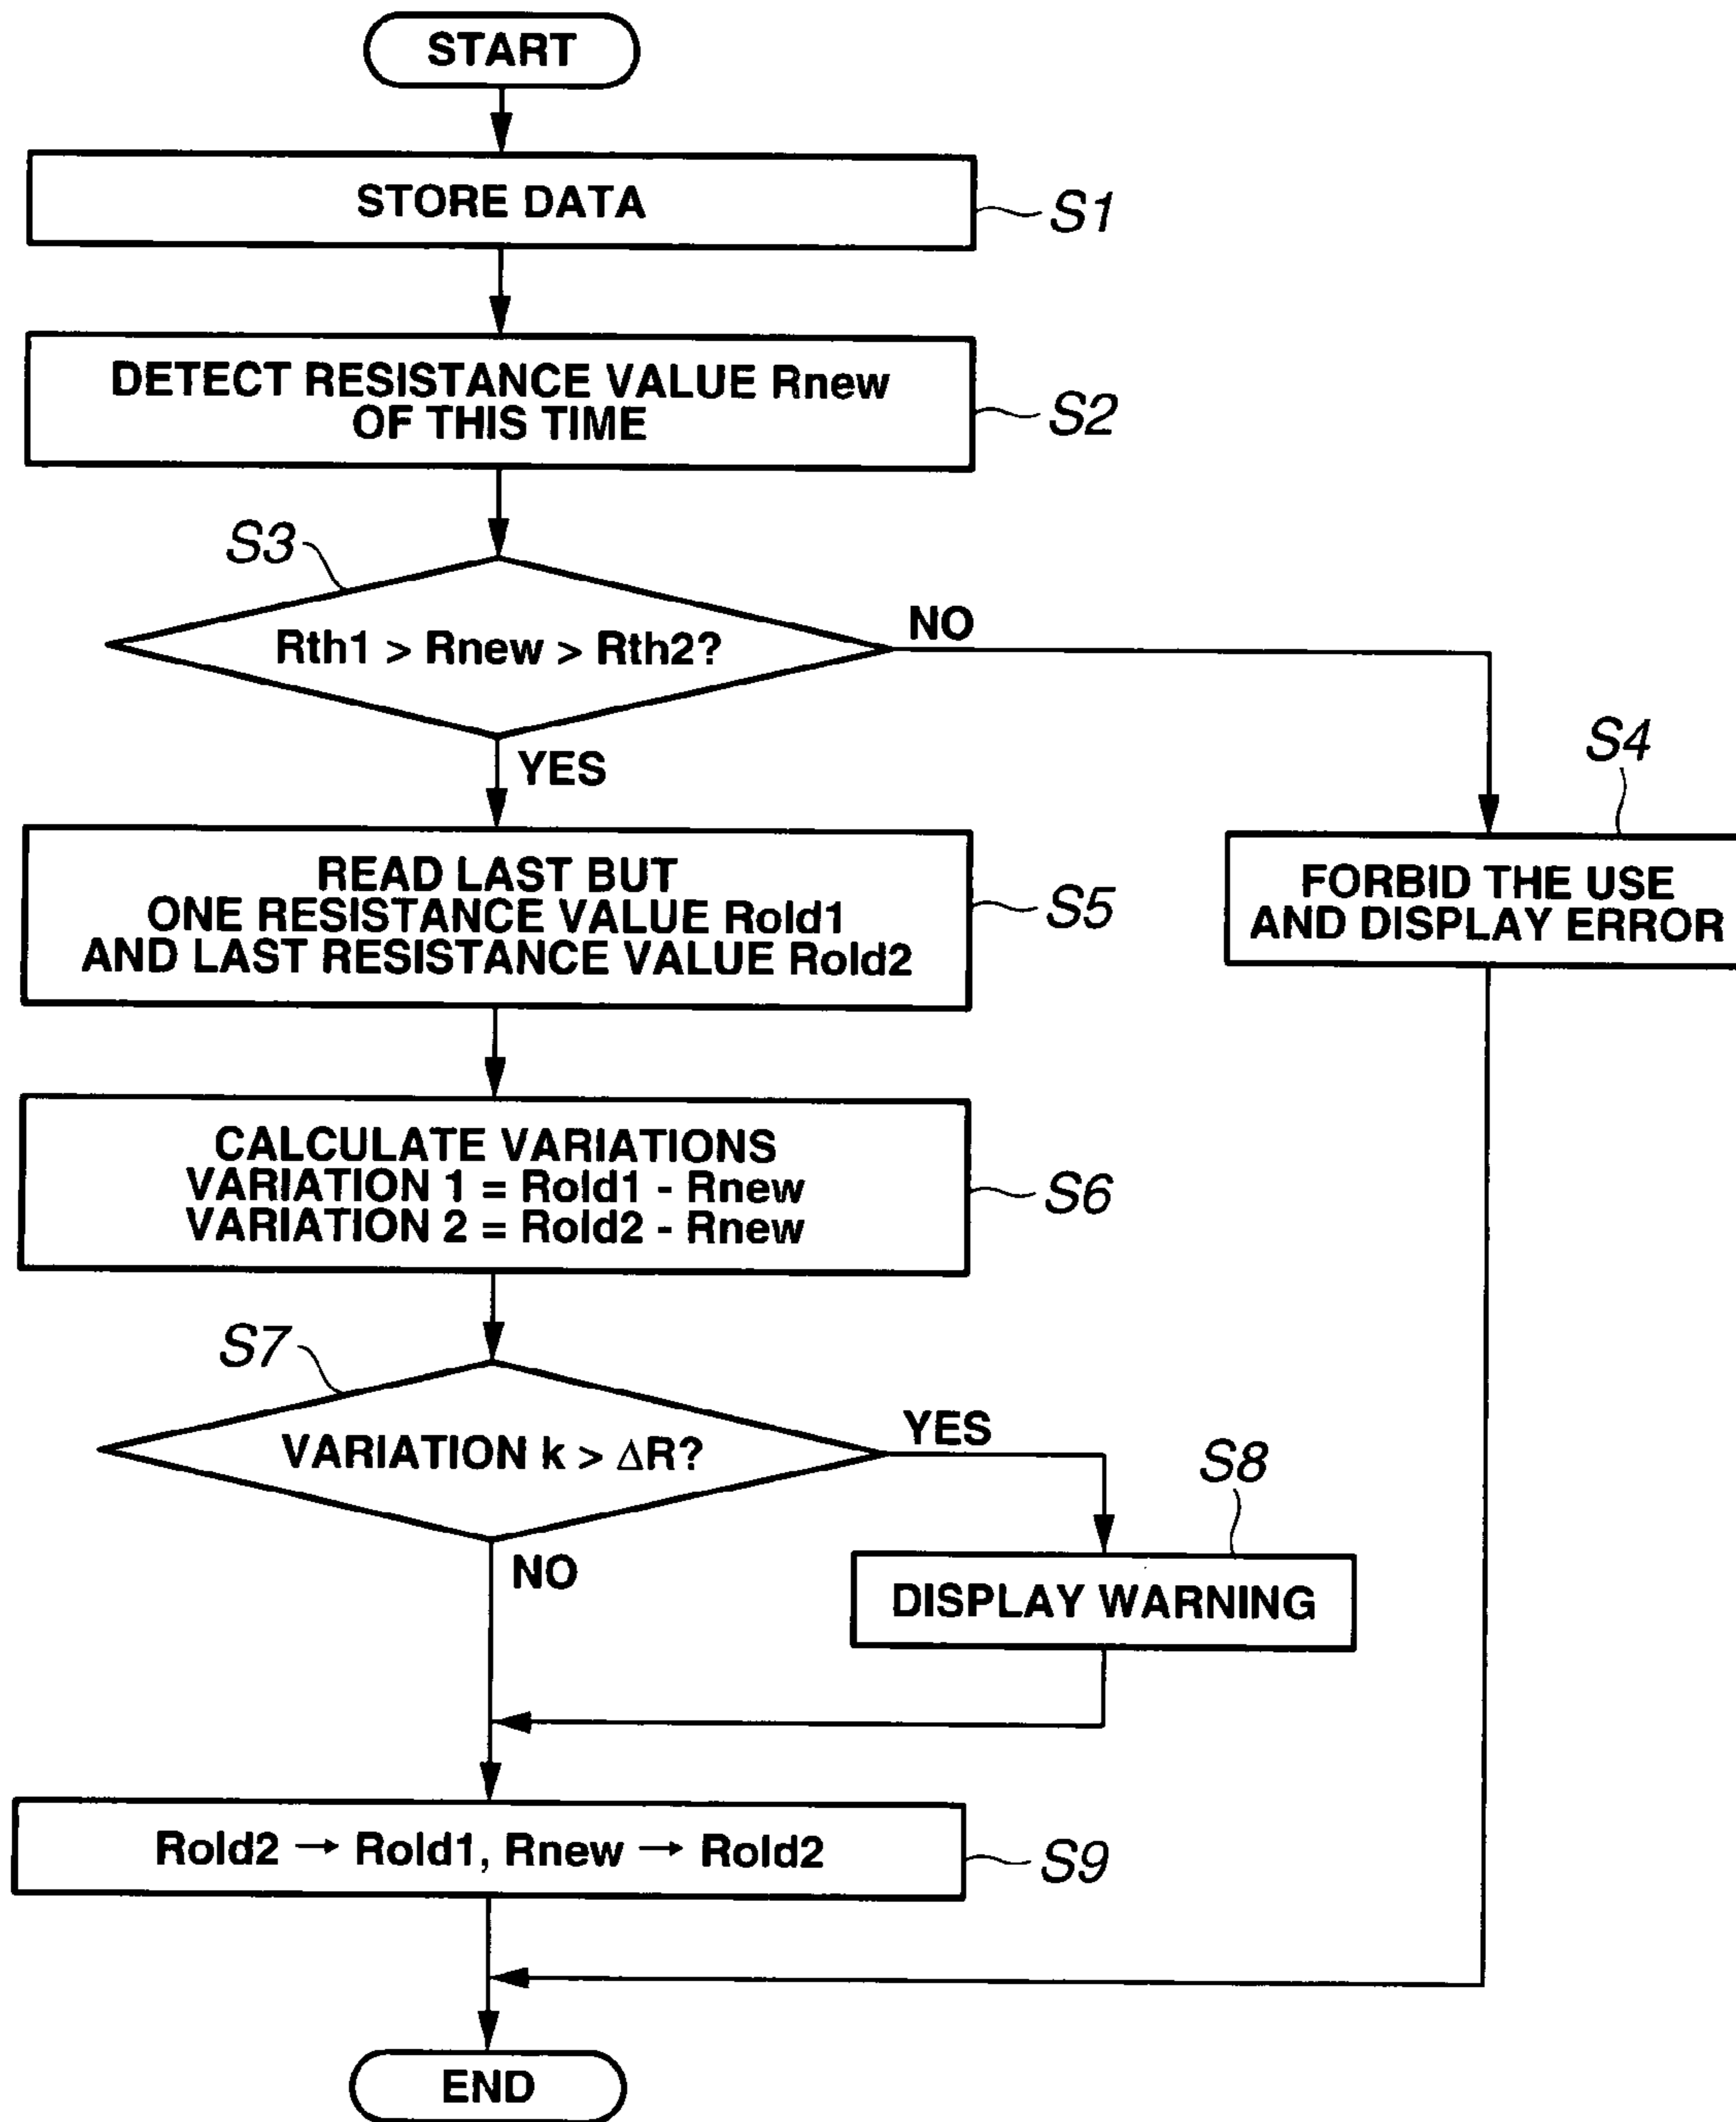 START
STORE DATA
S1
DETECT RESISTANCE VALUE Rnew
OF THIS TIME
S2
S3
Rth1 > Rnew > Rth2?
NO
YES
S4
FORBID THE USE
AND DISPLAY ERROR
READ LAST BUT
ONE RESISTANCE VALUE Rold1
AND LAST RESISTANCE VALUE Rold2
S5
CALCULATE VARIATIONS
VARIATION 1 = Rold1 - Rnew
VARIATION 2 = Rold2 - Rnew
S6
S7
VARIATION k > ΔR?
YES
NO
S8
DISPLAY WARNING
Rold2 → Rold1, Rnew → Rold2
S9
END